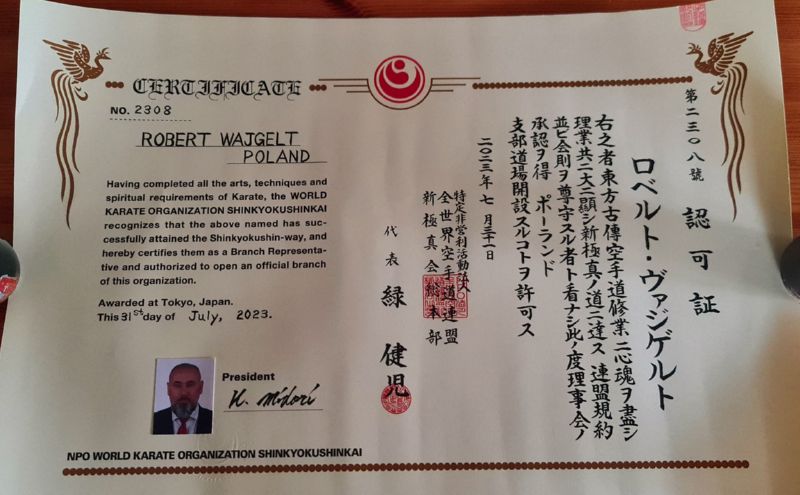 CERTIFICATE
NO. 2308
ROBERT WAJGELT
POLAND
Having completed all the arts, techniques and
spiritual requirements of Karate, the WORLD
KARATE ORGANIZATION SHINKYOKUSHINKAI
recognizes that the above named has suc-
cessfully attained the Shinkyokushin-way, and
hereby certifies them as a Branch Representa-
tive and authorized to open an official branch
of this organization.
Awarded at Tokyo, Japan.
This 31st day of July, 2023.
President
K. Midori
NPO WORLD KARATE ORGANIZATION SHINKYOKUSHINKAI
第二三〇八號
認可証
ロベルト・ヴァジゲルト
右之者東方古傳空手道修業ニ心魂ヲ盡シ
理業共ニ大ニ顯シ新極真ノ道ニ達ス 連盟規約
並ビ会則ヲ尊守スル者ト看ナシ此ノ度理事会ノ
承認ヲ得 ポーランド
支部道場開設スルコトヲ許可ス
二〇二三年 七月三十一日
特定非営利活動法人
全世界空手道連盟
新極真会総本部
代表 緑 健児